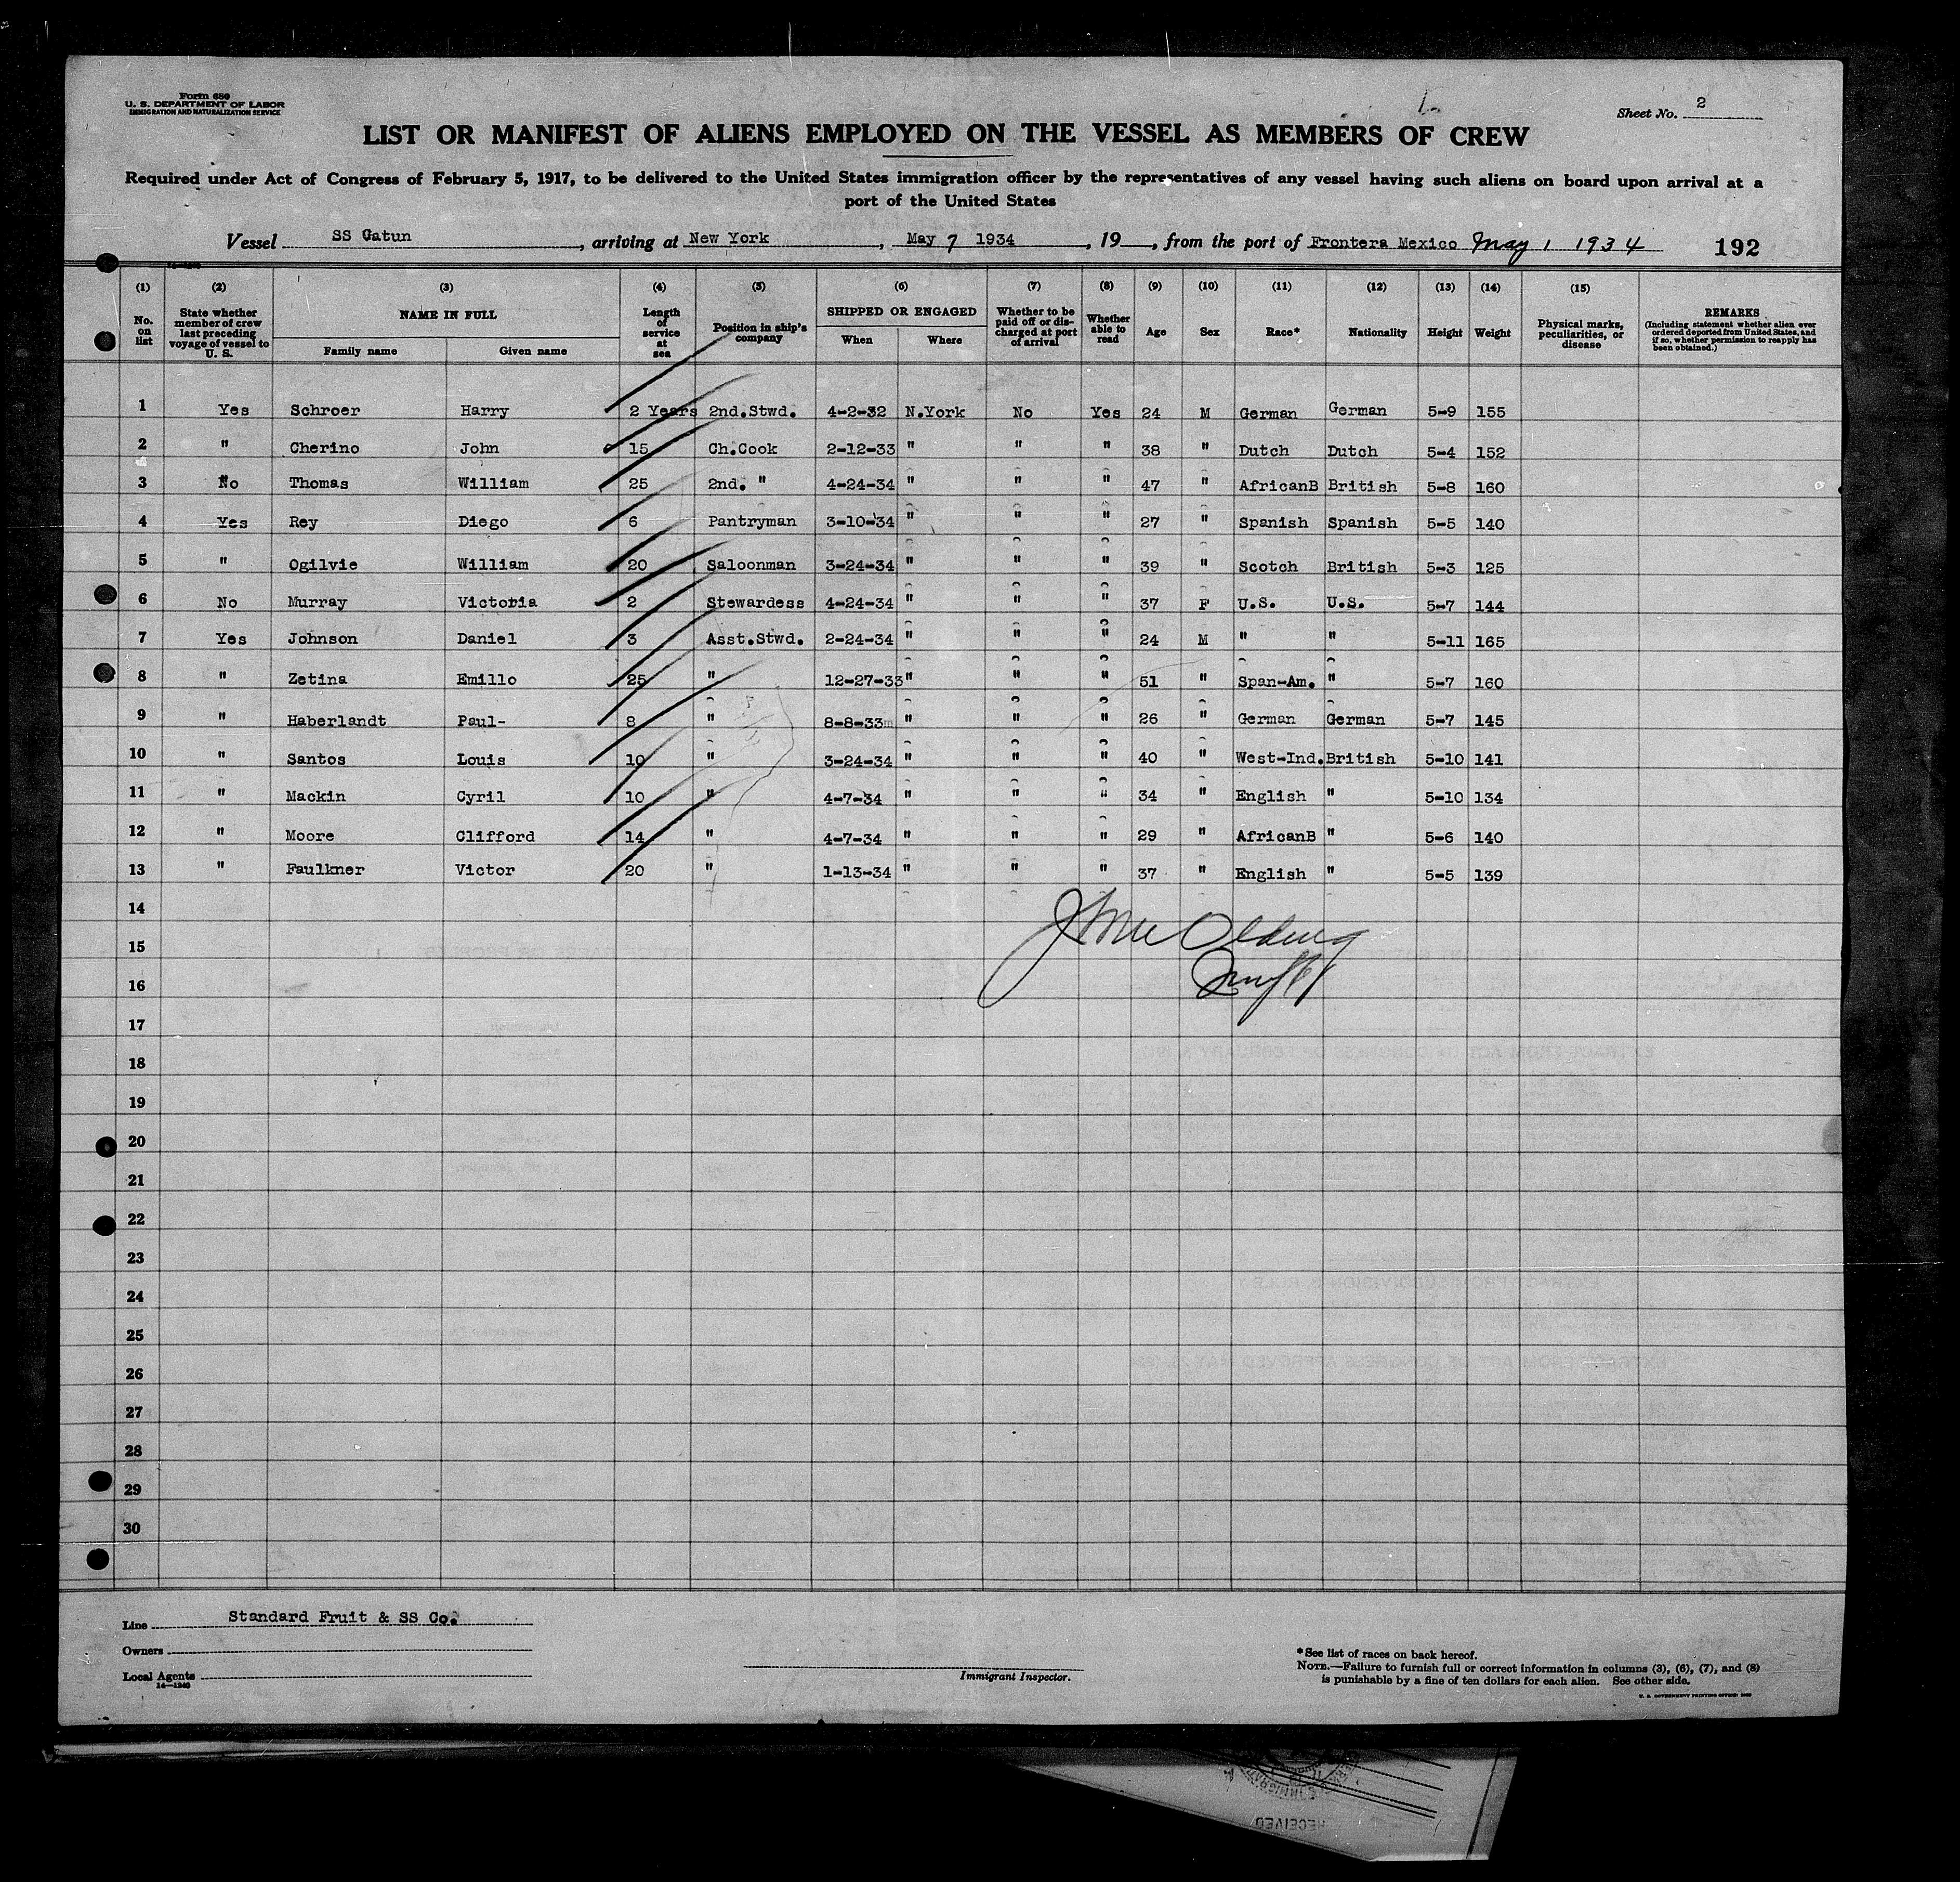 Form 680
U. S. DEPARTMENT OF LABOR
IMMIGRATION AND NATURALIZATION SERVICE
Sheet No. 2
LIST OR MANIFEST OF ALIENS EMPLOYED ON THE VESSEL AS MEMBERS OF CREW
Required under Act of Congress of February 5, 1917, to be delivered to the United States immigration officer by the representatives of any vessel having such aliens on board upon arrival at a
port of the United States
Vessel SS Gatun, arriving at New York, May 7 1934, 19, from the port of Frontera Mexico May 1 1934 192
(1) No. on list (2) State whether member of crew last preceding voyage of vessel to U. S. (3) NAME IN FULL Family name Given name (4) Length of service at sea (5) Position in ship's company (6) SHIPPED OR ENGAGED When Where (7) Whether to be paid off or discharged at port of arrival (8) Whether able to read (9) Age (10) Sex (11) Race* (12) Nationality (13) Height (14) Weight (15) Physical marks, peculiarities, or disease REMARKS (Including statement whether alien ever ordered deported from United States, and if so, whether permission to reapply has been obtained.)
1 Yes Schroer Harry 2 Years 2nd.Stwd. 4-2-32 N.York No Yes 24 M German German 5-9 155
2 " Cherino John 15 Ch.Cook 2-12-33 " " " 38 " Dutch Dutch 5-4 152
3 No Thomas William 25 2nd. " 4-24-34 " " " 47 " AfricanB British 5-8 160
4 Yes Rey Diego 6 Pantryman 3-10-34 " " " 27 " Spanish Spanish 5-5 140
5 " Ogilvie William 20 Saloonman 3-24-34 " " " 39 " Scotch British 5-3 125
6 No Murray Victoria 2 Stewardess 4-24-34 " " " 37 F U.S. U.S. 5-7 144
7 Yes Johnson Daniel 3 Asst.Stwd. 2-24-34 " " " 24 M " " 5-11 165
8 " Zetina Emilio 25 " 12-27-33 " " " 51 " Span-Am. " 5-7 160
9 " Haberlandt Paul- 8 " 8-8-33 " " " 26 " German German 5-7 145
10 " Santos Louis 10 " 3-24-34 " " " 40 " West-Ind. British 5-10 141
11 " Mackin Cyril 10 " 4-7-34 " " " 34 " English " 5-10 134
12 " Moore Clifford 14 " 4-7-34 " " " 29 " AfricanB " 5-6 140
13 " Faulkner Victor 20 " 1-13-34 " " " 37 " English " 5-5 139
14
15
16
17
18
19
20
21
22
23
24
25
26
27
28
29
30
Line Standard Fruit & SS Co.
Owners
Local Agents
14—1240
Immigrant Inspector.
*See list of races on back hereof.
NOTE.—Failure to furnish full or correct information in columns (3), (6), (7), and (8)
is punishable by a fine of ten dollars for each alien. See other side.
RECEIVED